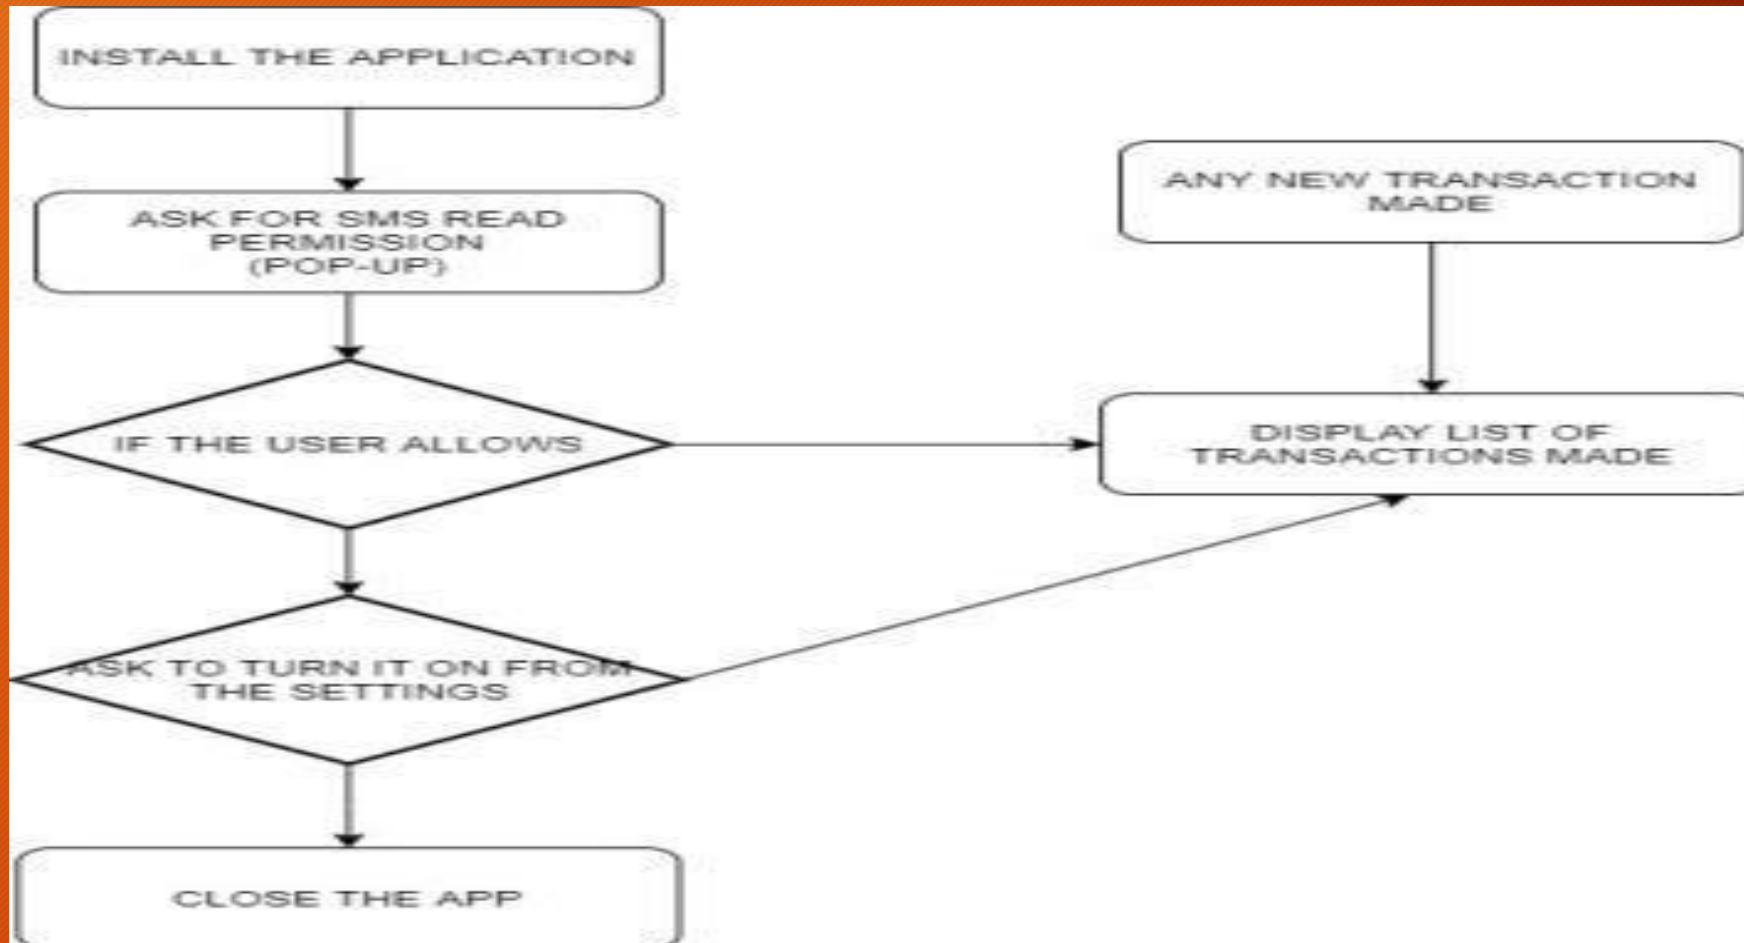 INSTALL THE APPLICATION
ASK FOR SMS READ
PERMISSION
(POP-UP)
IF THE USER ALLOWS
ASK TO TURN IT ON FROM
THE SETTINGS
CLOSE THE APP
ANY NEW TRANSACTION
MADE
DISPLAY LIST OF
TRANSACTIONS MADE